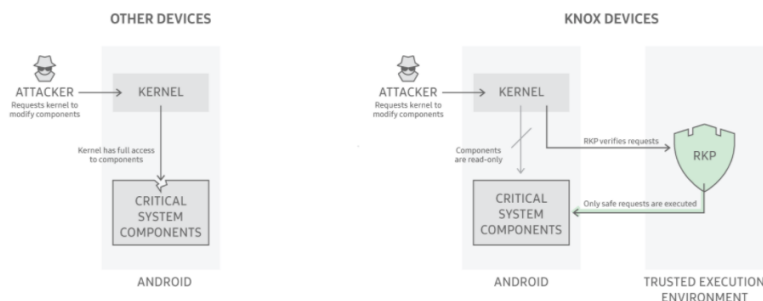 OTHER DEVICES
ATTACKER
Requests kernel to
modify components
KERNEL
Kernel has full access
to components
CRITICAL
SYSTEM
COMPONENTS
ANDROID
KNOX DEVICES
ATTACKER
Requests kernel to
modify components
KERNEL
Components
are read-only
RKP verifies requests
RKP
Only safe requests are executed
CRITICAL
SYSTEM
COMPONENTS
ANDROID
TRUSTED EXECUTION
ENVIRONMENT